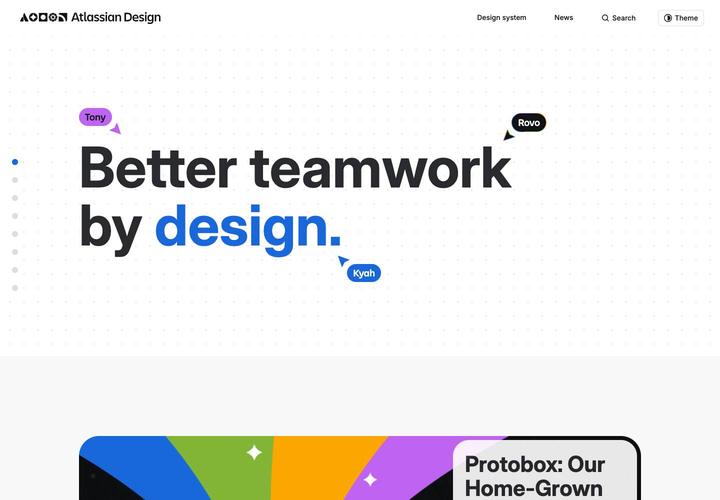 Atlassian Design
Design system
News
Search
Theme
Tony
Rovo
Better teamwork
by design.
Kyah
Protobox: Our
Home-Grown